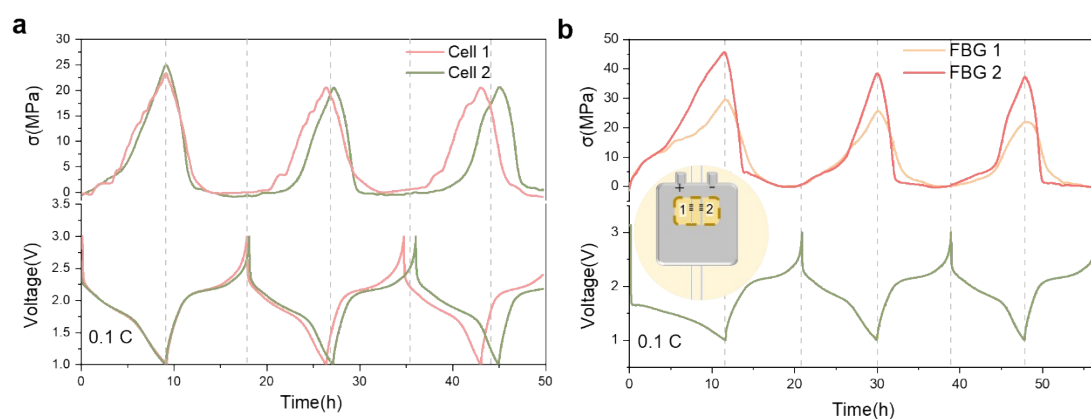 a
30
25
20
15
10
5
0
σ(MPa)
Cell 1
Cell 2
3.5
3.0
2.5
2.0
1.5
1.0
Voltage(V)
0.1 C
0 10 20 30 40 50
Time(h)
b
50
40
30
20
10
0
σ(MPa)
FBG 1
FBG 2
+ -
1 2
3
2
1
Voltage(V)
0.1 C
0 10 20 30 40 50
Time(h)